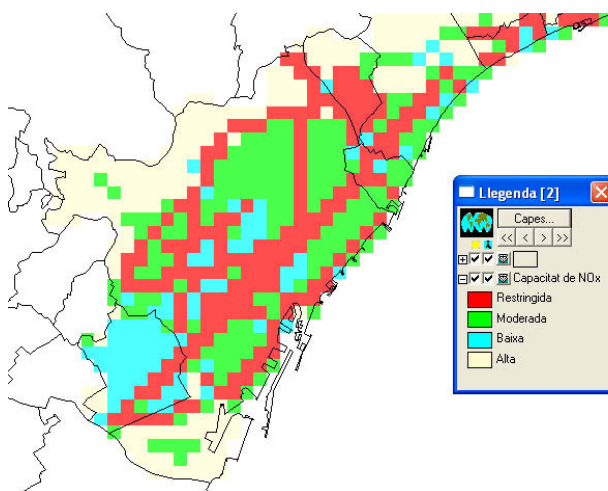 Llegenda [2]
Capes...
<< < > >>
Capacitat de NOx
Restringida
Moderada
Baixa
Alta